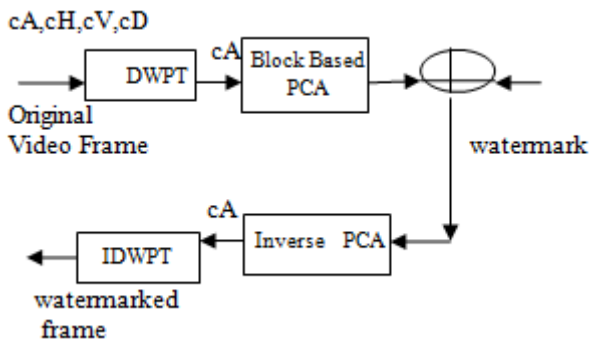 cA,cH,cV,cD
DWPT
cA
Block Based
PCA
Original
Video Frame
watermark
cA
IDWPT
Inverse PCA
watermarked
frame